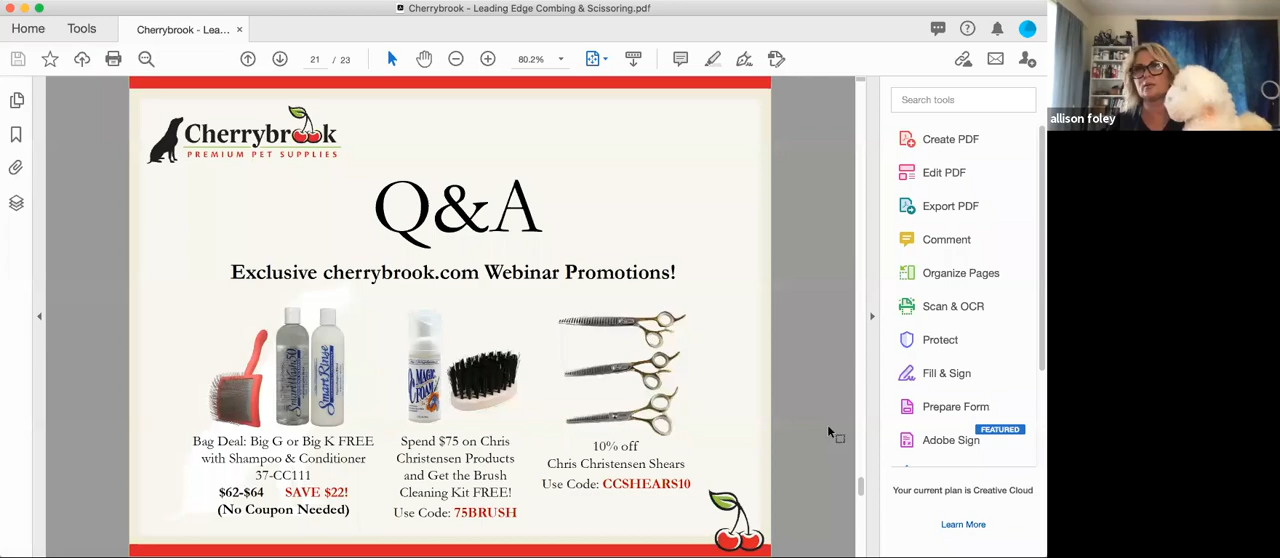 Cherrybrook - Leading Edge Combing & Scissoring.pdf
Home
Tools
Cherrybrook - Lea...
21 / 23
80.2%
Search tools
Create PDF
Edit PDF
Export PDF
Comment
Organize Pages
Scan & OCR
Protect
Fill & Sign
Prepare Form
FEATURED
Adobe Sign
Your current plan is Creative Cloud
Learn More
allison foley
Cherrybrook
PREMIUM PET SUPPLIES
Q&A
Exclusive cherrybrook.com Webinar Promotions!
SmartWash50
SmartRinse
Bag Deal: Big G or Big K FREE
with Shampoo & Conditioner
37-CC111
$62-$64 SAVE $22!
(No Coupon Needed)
MAGIC
FOAM
Spend $75 on Chris
Christensen Products
and Get the Brush
Cleaning Kit FREE!
Use Code: 75BRUSH
10% off
Chris Christensen Shears
Use Code: CCSHEARS10